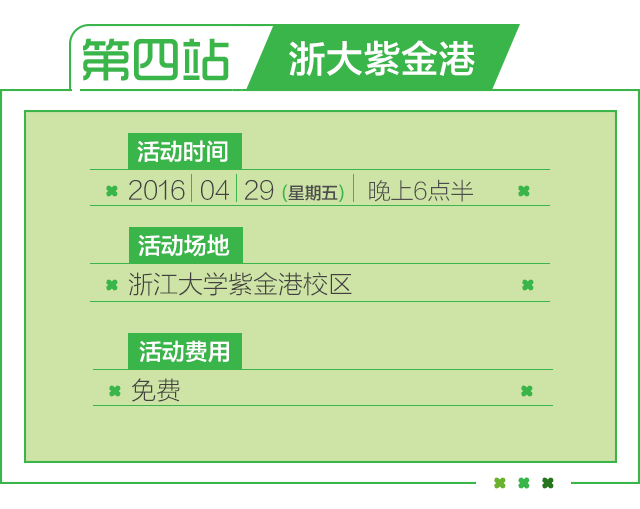 第四站 浙大紫金港
活动时间
2016 | 04 | 29 (星期五) | 晚上6点半
活动场地
浙江大学紫金港校区
活动费用
免费